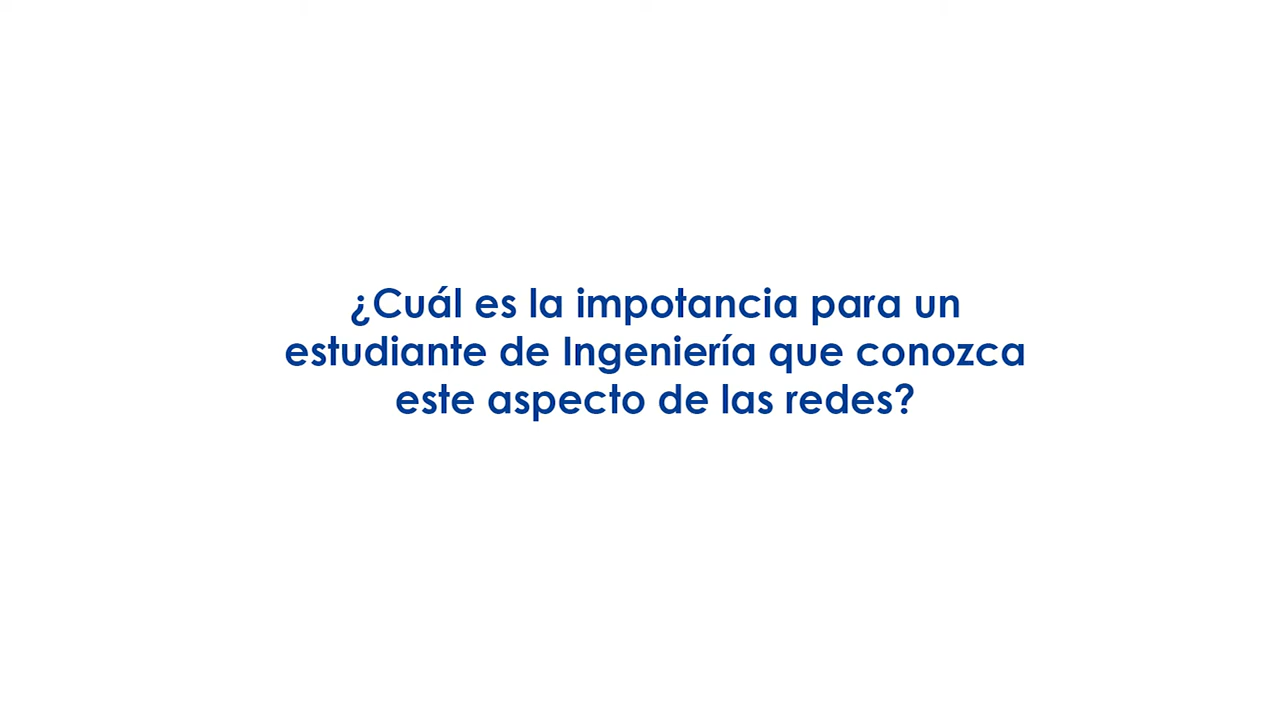 ¿Cuál es la impotancia para un
estudiante de Ingeniería que conozca
este aspecto de las redes?